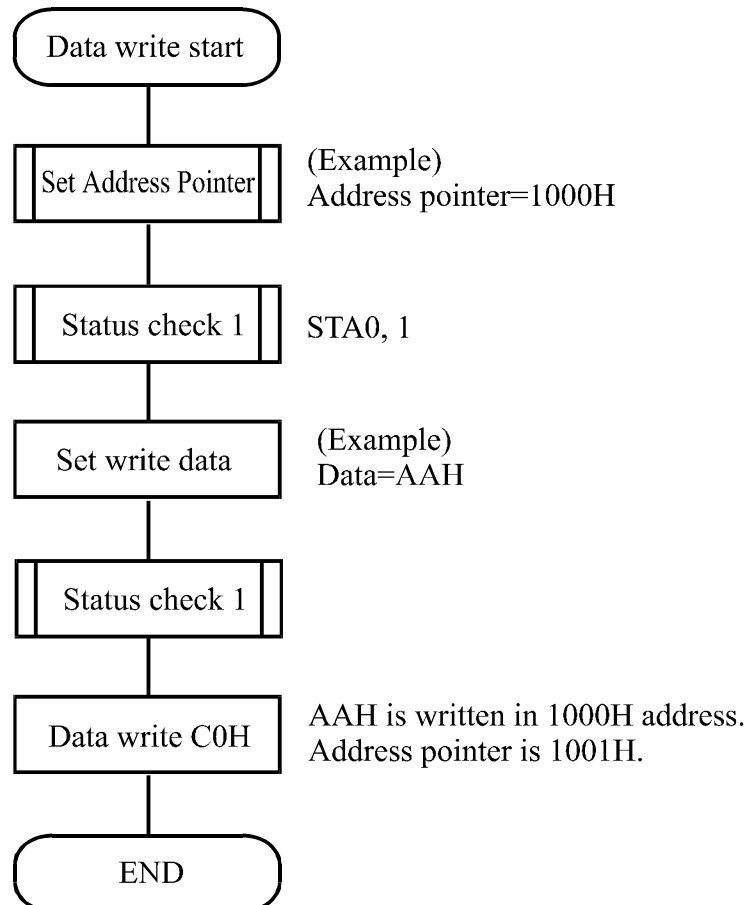 Data write start
Set Address Pointer
(Example)
Address pointer=1000H
Status check 1
STA0, 1
Set write data
(Example)
Data=AAH
Status check 1
Data write C0H
AAH is written in 1000H address.
Address pointer is 1001H.
END